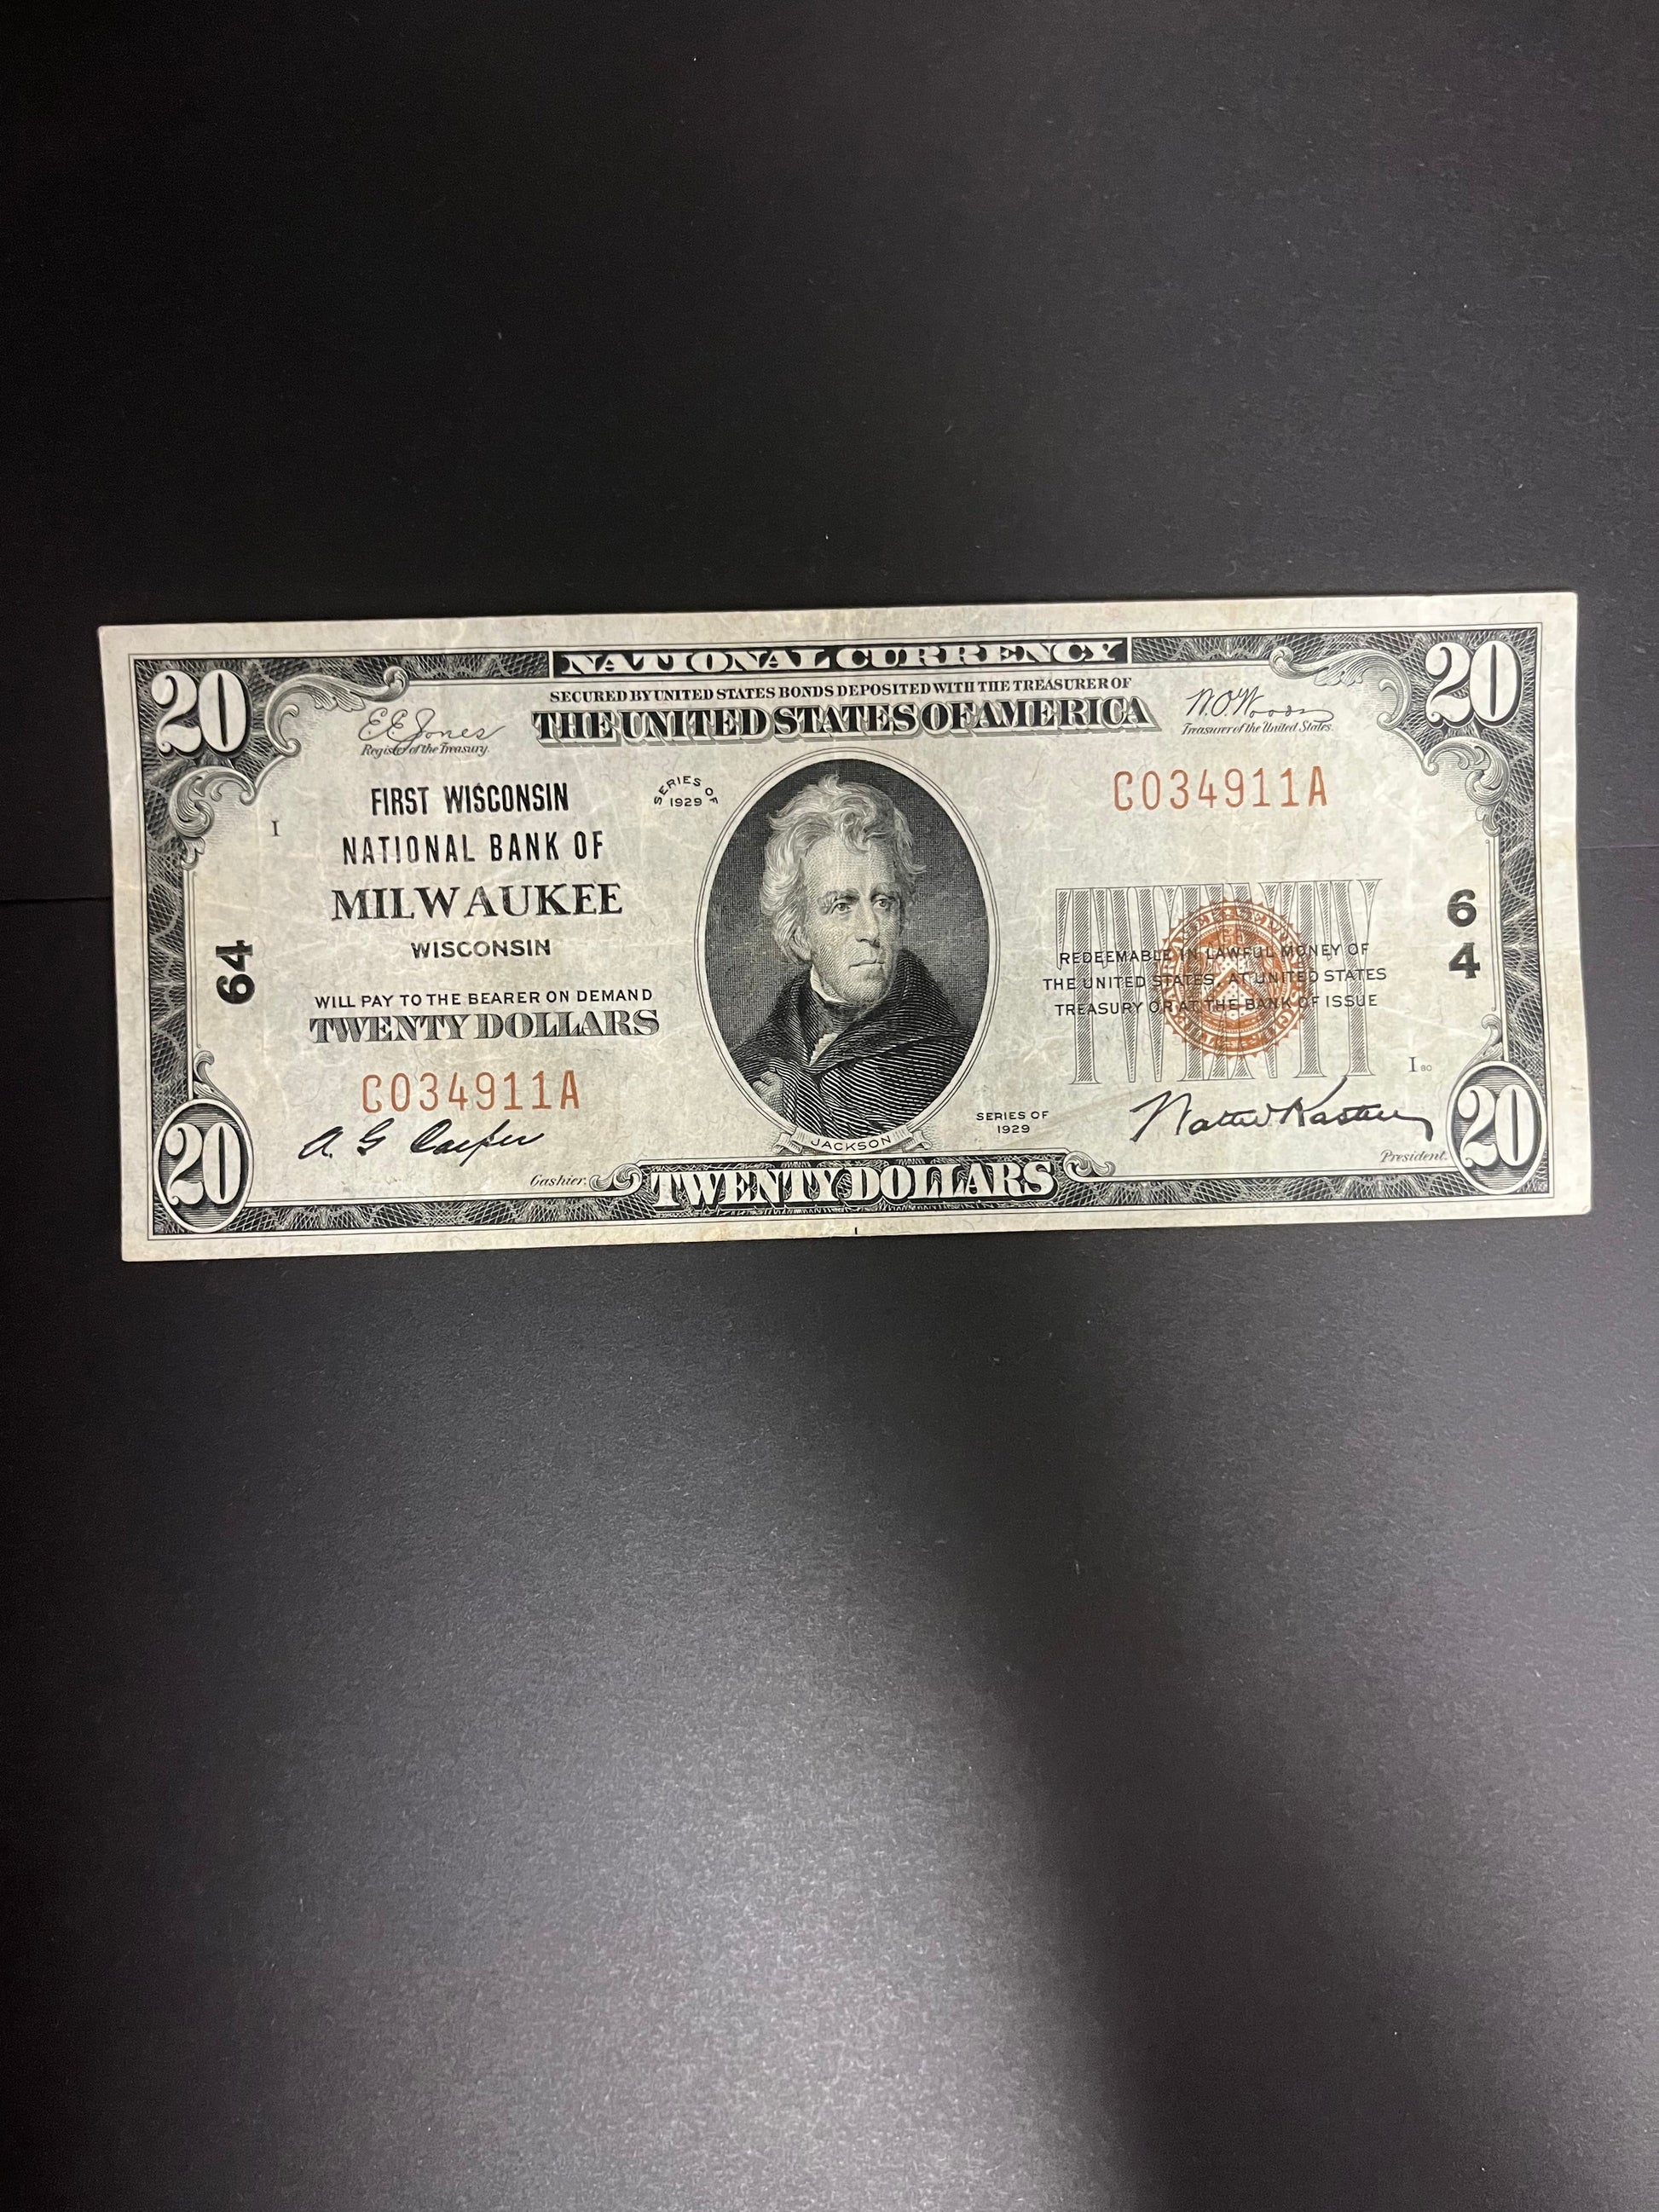 NATIONAL CURRENCY
SECURED BY UNITED STATES BONDS DEPOSITED WITH THE TREASURER OF
THE UNITED STATES OF AMERICA
20
20
E E Jones
Register of the Treasury.
W. O. Woods
Treasurer of the United States.
FIRST WISCONSIN
NATIONAL BANK OF
MILWAUKEE
WISCONSIN
I
SERIES OF
1929
C034911A
64
6
4
WILL PAY TO THE BEARER ON DEMAND
TWENTY DOLLARS
TWENTY
REDEEMABLE IN LAWFUL MONEY OF
THE UNITED STATES, AT UNITED STATES
TREASURY OR AT THE BANK OF ISSUE
C034911A
I 80
A. G Casper
Cashier.
JACKSON
SERIES OF
1929
President.
20
TWENTY DOLLARS
20